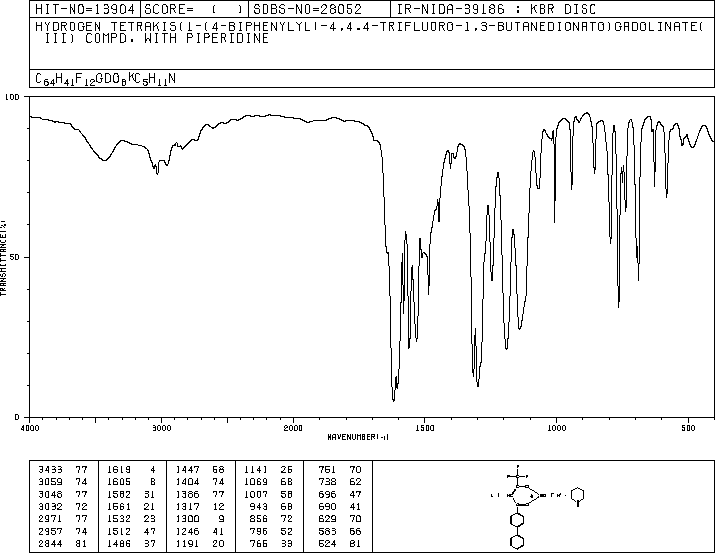 HIT-NO=13904 SCORE= ( ) SDBS-NO=28052 IR-NIDA-39186 : KBR DISC
HYDROGEN TETRAKIS(1-(4-BIPHENYLYL)-4,4,4-TRIFLUORO-1,3-BUTANEDIONATO)GADOLINATE(
III) COMPD. WITH PIPERIDINE
C64H41F12GDO8·C5H11N
100
50
0
TRANSMITTANCE(%)
4000 3000 2000 1500 1000 500
WAVENUMBER(-1)
3433 77 1619 4 1447 68 1141 26 751 70
3059 74 1605 8 1404 74 1069 68 738 62
3048 77 1582 31 1386 77 1007 58 696 47
3032 72 1561 21 1317 12 943 68 690 41
2971 77 1532 23 1300 9 856 72 629 70
2957 74 1512 47 1246 41 796 52 583 66
2844 81 1486 37 1191 20 766 33 524 81